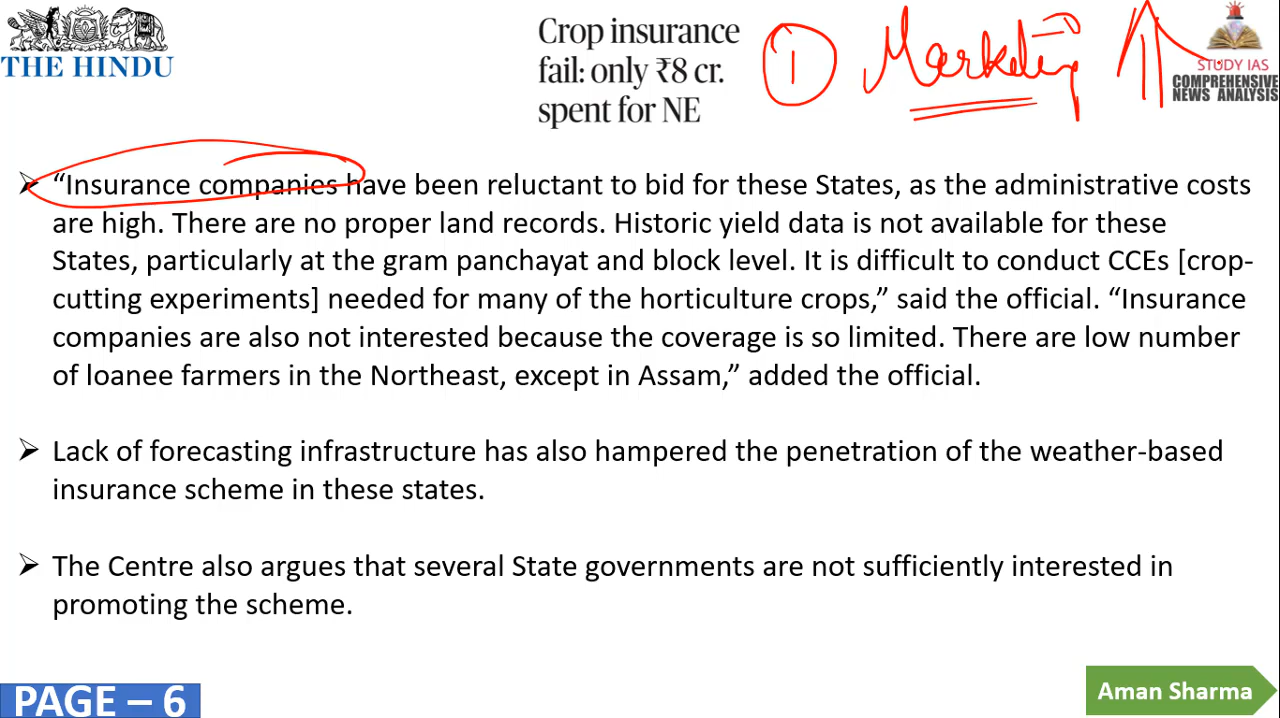 THE HINDU
Crop insurance
fail: only ₹8 cr.
spent for NE
1 Marketing
STUDY IAS
COMPREHENSIVE
NEWS ANALYSIS
➢ “Insurance companies have been reluctant to bid for these States, as the administrative costs
are high. There are no proper land records. Historic yield data is not available for these
States, particularly at the gram panchayat and block level. It is difficult to conduct CCEs [crop-
cutting experiments] needed for many of the horticulture crops,” said the official. “Insurance
companies are also not interested because the coverage is so limited. There are low number
of loanee farmers in the Northeast, except in Assam,” added the official.
➢ Lack of forecasting infrastructure has also hampered the penetration of the weather-based
insurance scheme in these states.
➢ The Centre also argues that several State governments are not sufficiently interested in
promoting the scheme.
PAGE – 6
Aman Sharma